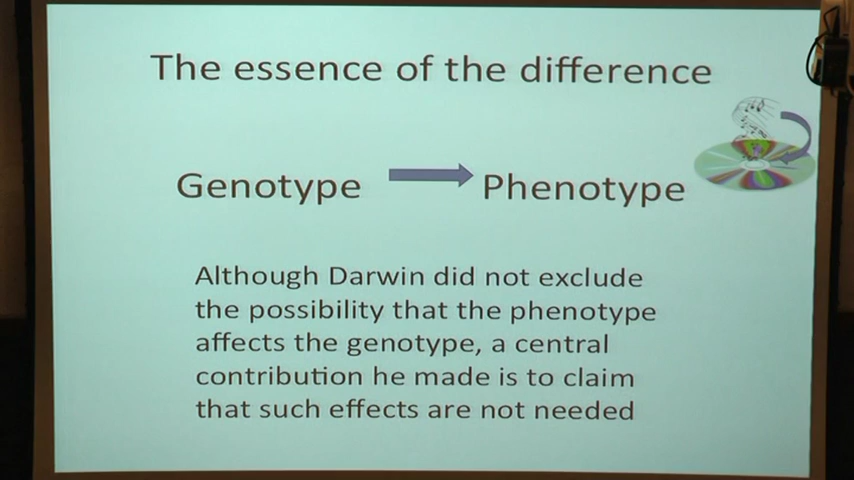 The essence of the difference
Genotype Phenotype
Although Darwin did not exclude
the possibility that the phenotype
affects the genotype, a central
contribution he made is to claim
that such effects are not needed